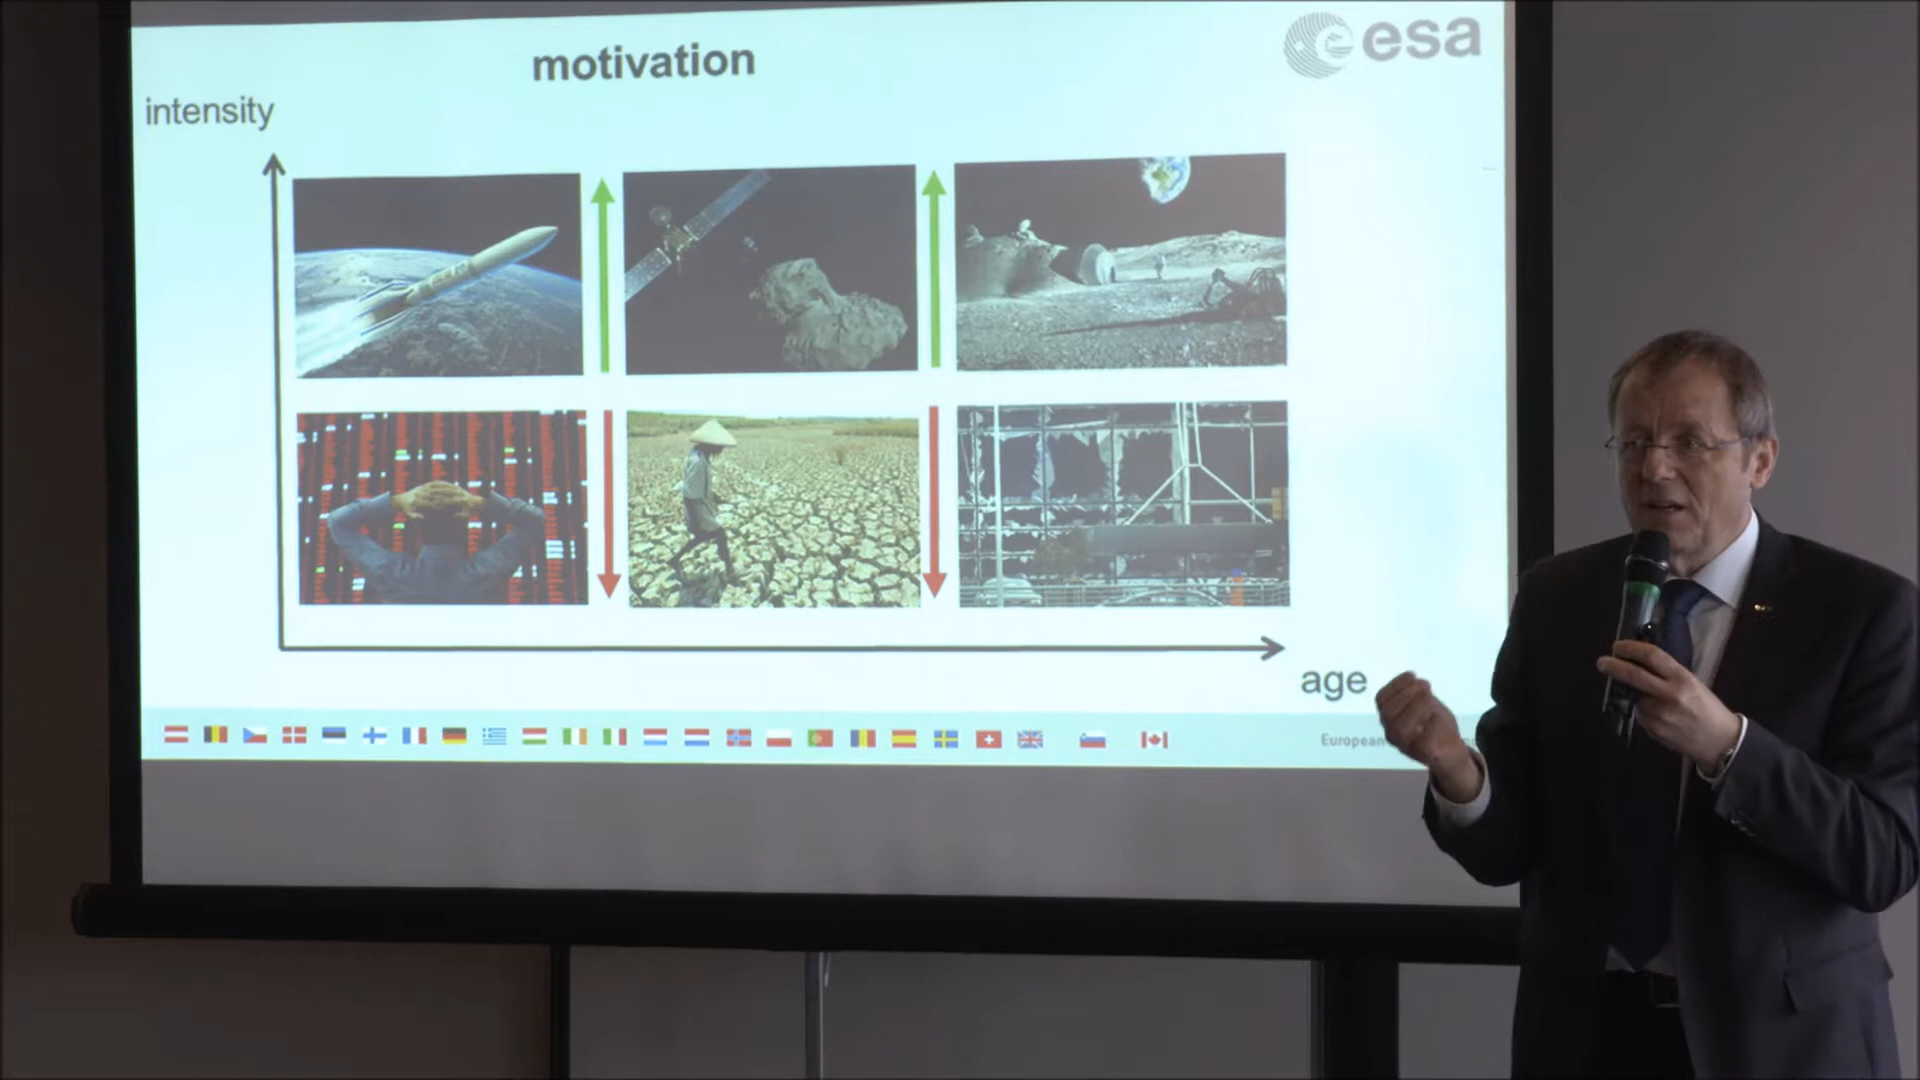 motivation
esa
intensity
age
European